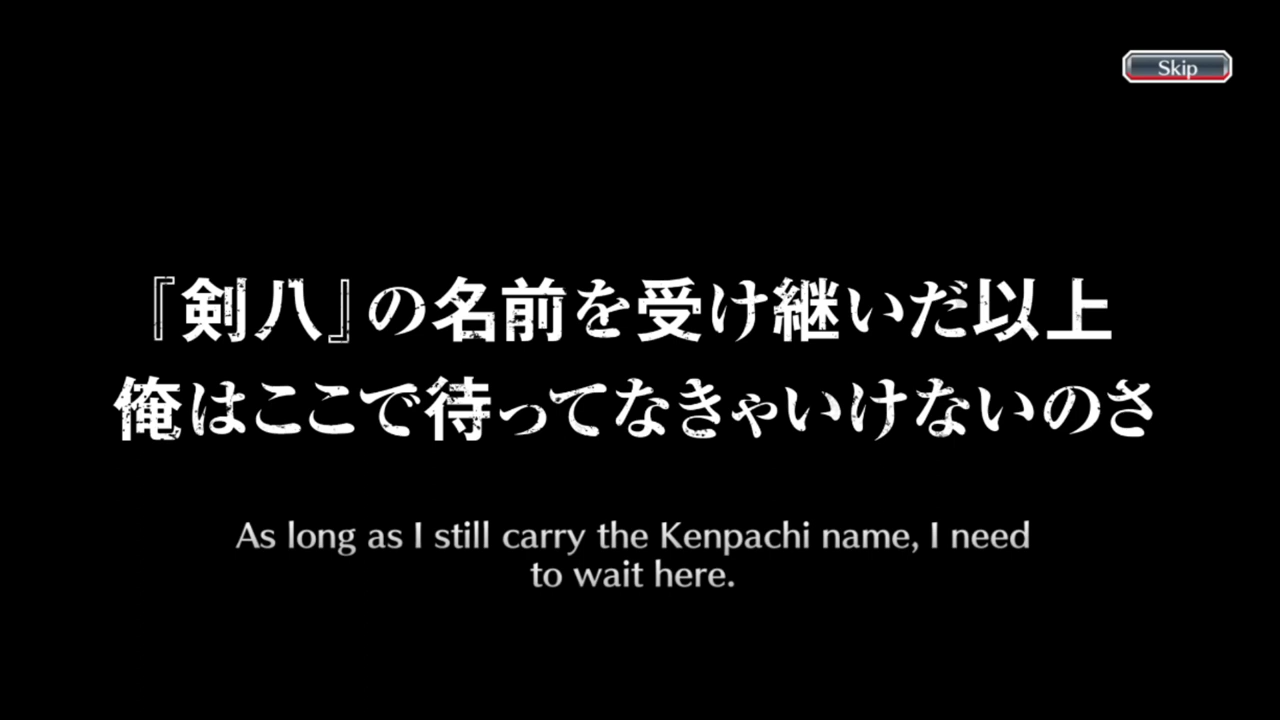 Skip
『剣八』の名前を受け継いだ以上
俺はここで待ってなきゃいけないのさ
As long as I still carry the Kenpachi name, I need
to wait here.